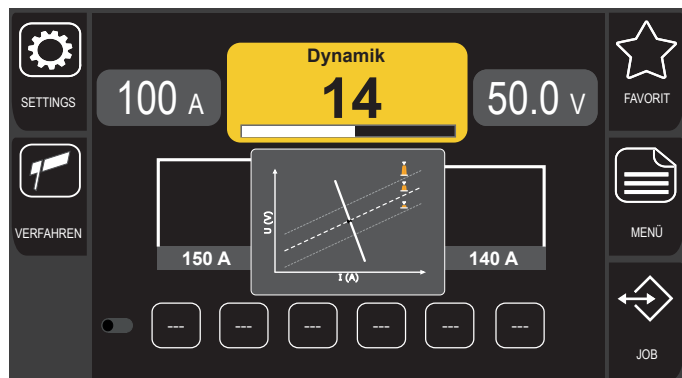 SETTINGS
VERFAHREN
100 A
Dynamik
14
50.0 V
U (V)
I (A)
150 A
140 A
---
---
---
---
---
---
FAVORIT
MENÜ
JOB